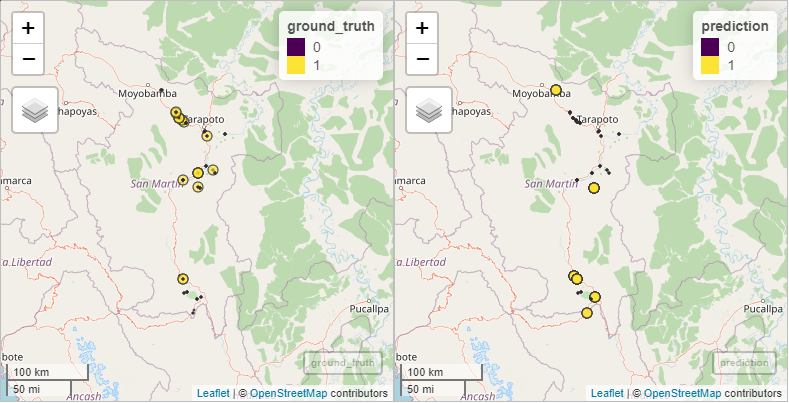 +
−
ground_truth
0
1
Moyobamba
hapoyas
Tarapoto
amarca
San Martín
a Libertad
Pucallpa
bote
100 km
50 mi
Ancash
ground_truth
Leaflet | © OpenStreetMap contributors
+
−
prediction
0
1
Moyobamba
hapoyas
Tarapoto
marca
San Martín
a Libertad
Pucallpa
bote
100 km
50 mi
Ancash
prediction
Leaflet | © OpenStreetMap contributors